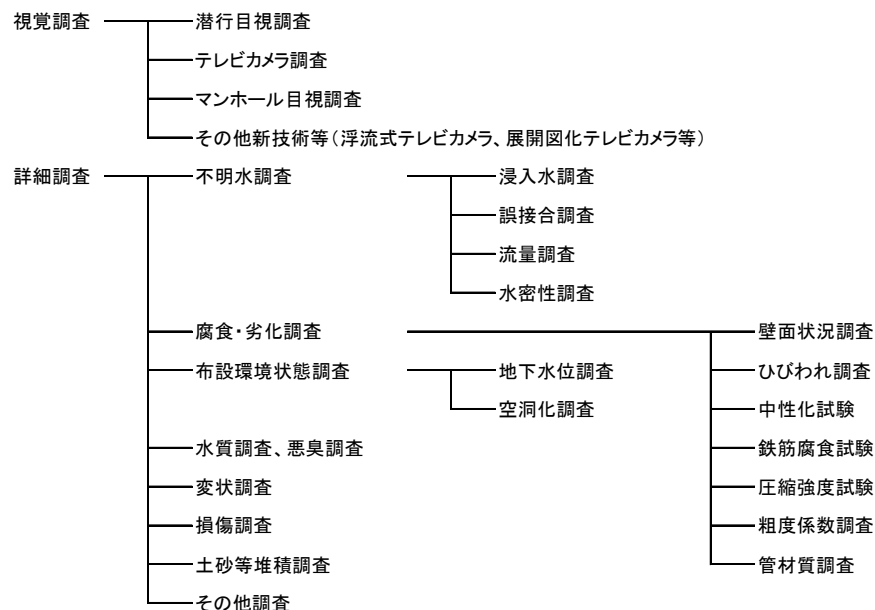 視覚調査 潜行目視調査
テレビカメラ調査
マンホール目視調査
その他新技術等(浮流式テレビカメラ、展開図化テレビカメラ等)
詳細調査 不明水調査 浸入水調査
誤接合調査
流量調査
水密性調査
腐食・劣化調査 壁面状況調査
布設環境状態調査 地下水位調査 ひびわれ調査
空洞化調査 中性化試験
水質調査、悪臭調査 鉄筋腐食試験
変状調査 圧縮強度試験
損傷調査 粗度係数調査
土砂等堆積調査 管材質調査
その他調査